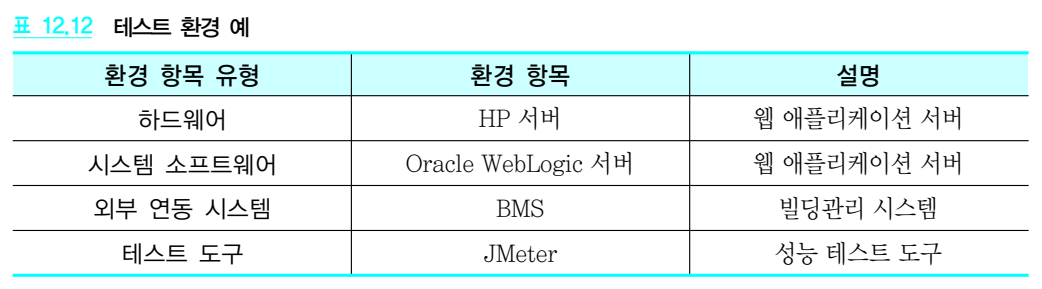 표 12.12 테스트 환경 예
환경 항목 유형 환경 항목 설명
하드웨어 HP 서버 웹 애플리케이션 서버
시스템 소프트웨어 Oracle WebLogic 서버 웹 애플리케이션 서버
외부 연동 시스템 BMS 빌딩관리 시스템
테스트 도구 JMeter 성능 테스트 도구